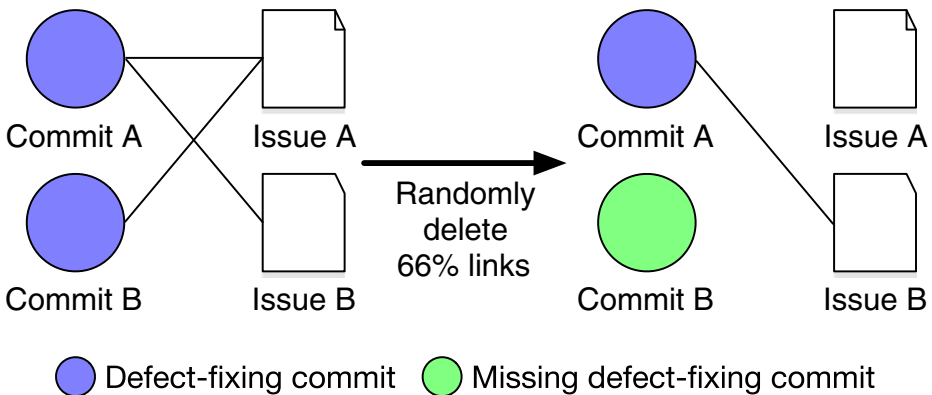 Commit A
Issue A
Commit B
Issue B
Randomly
delete
66% links
Commit A
Issue A
Commit B
Issue B
Defect-fixing commit
Missing defect-fixing commit